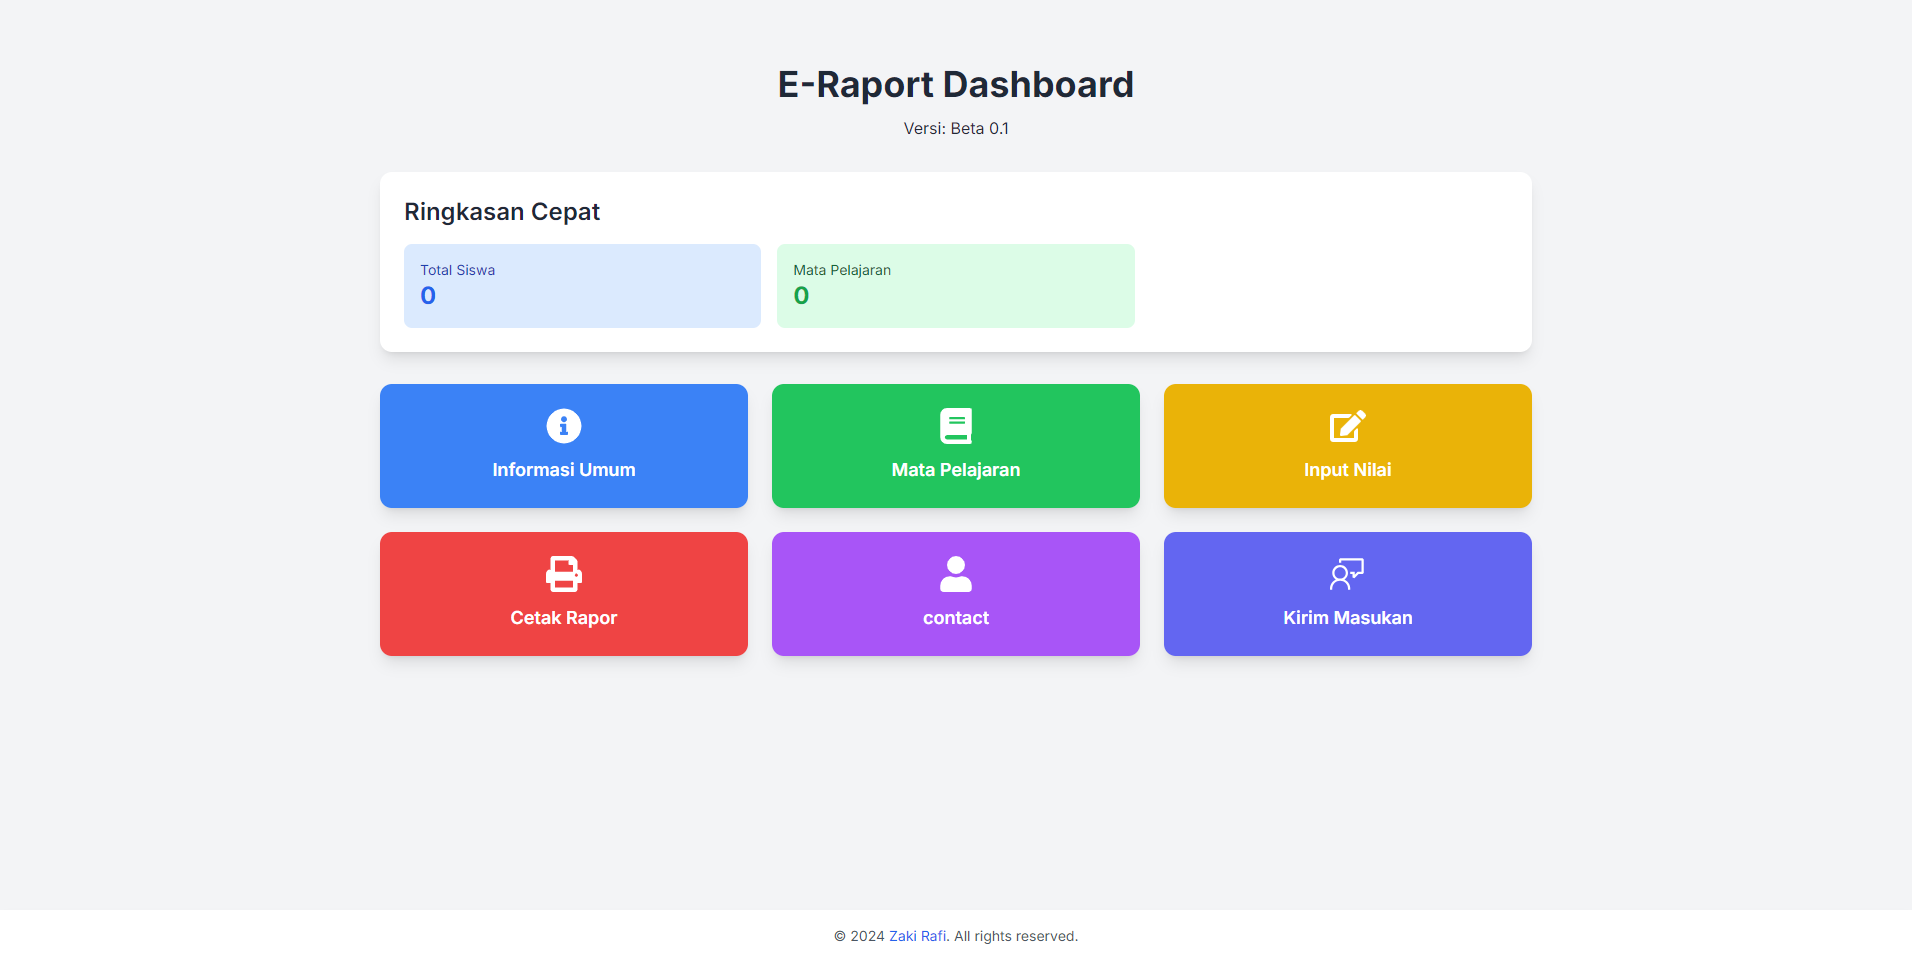 E-Raport Dashboard
Versi: Beta 0.1
Ringkasan Cepat
Total Siswa
0
Mata Pelajaran
0
Informasi Umum
Mata Pelajaran
Input Nilai
Cetak Rapor
contact
Kirim Masukan
© 2024 Zaki Rafi. All rights reserved.